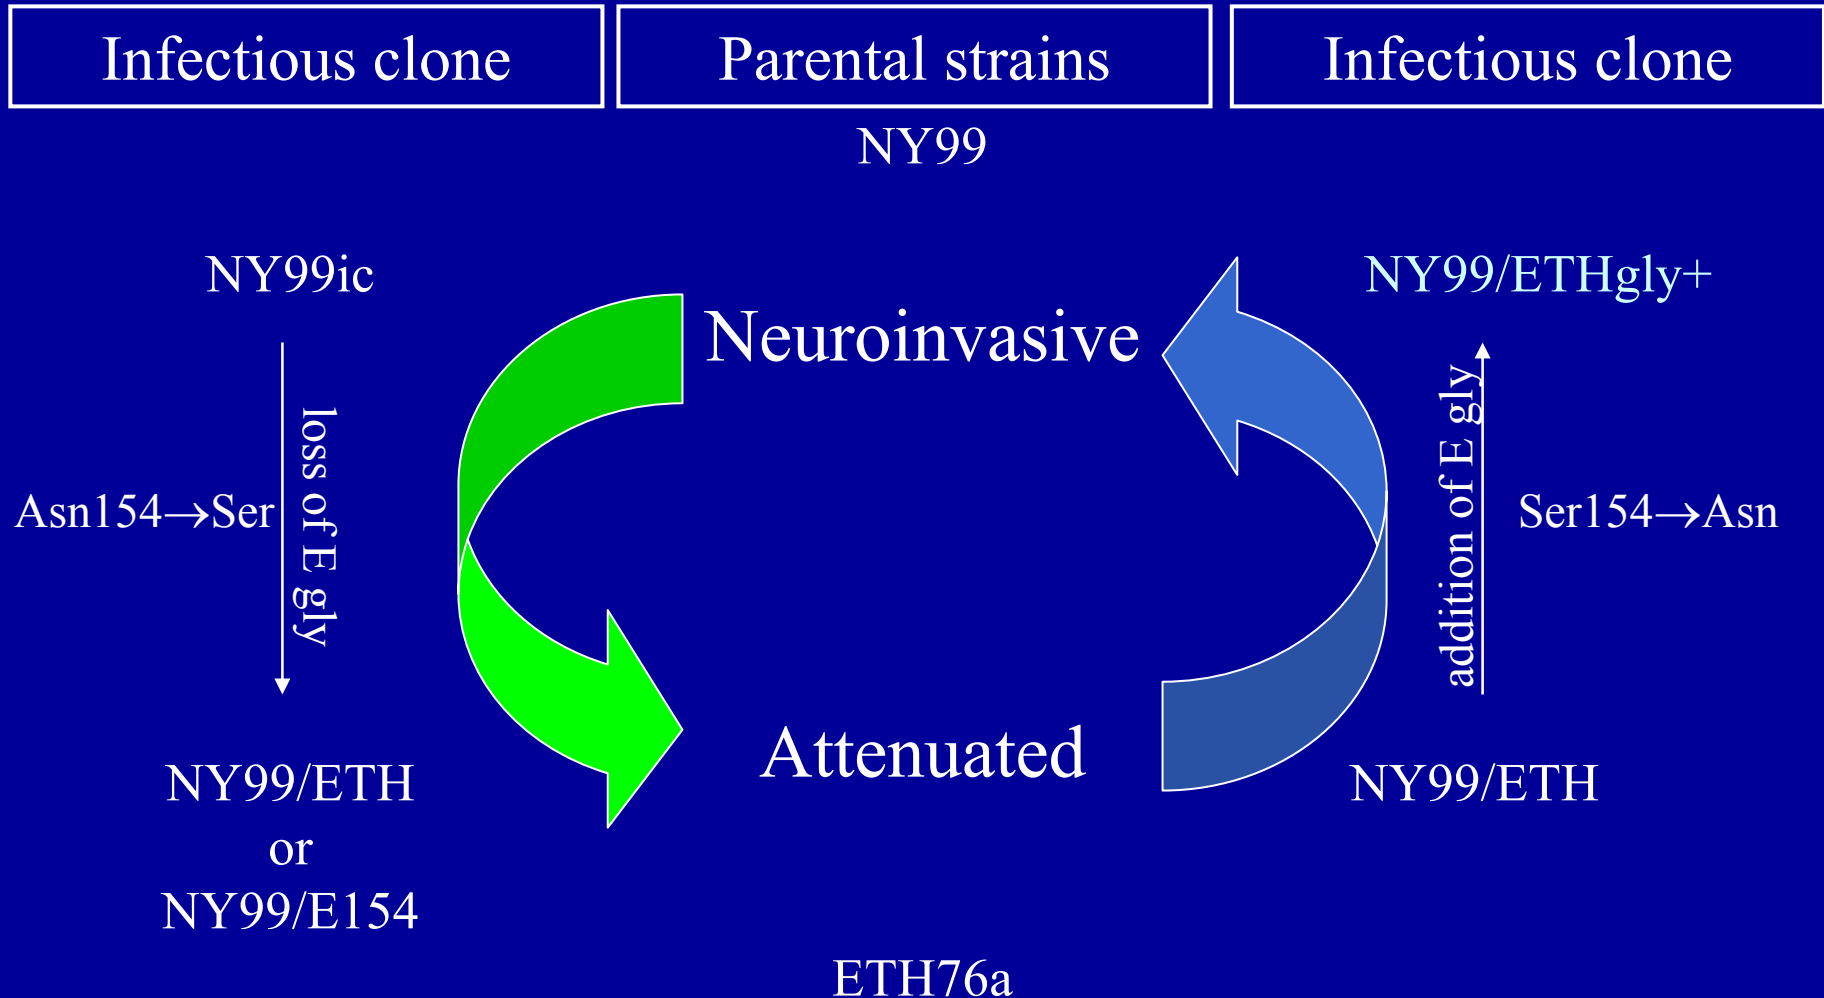 Infectious clone
Parental strains
Infectious clone
NY99
NY99ic
NY99/ETHgly+
Neuroinvasive
loss of E gly
addition of E gly
Asn154→Ser
Ser154→Asn
Attenuated
NY99/ETH
or
NY99/E154
NY99/ETH
ETH76a